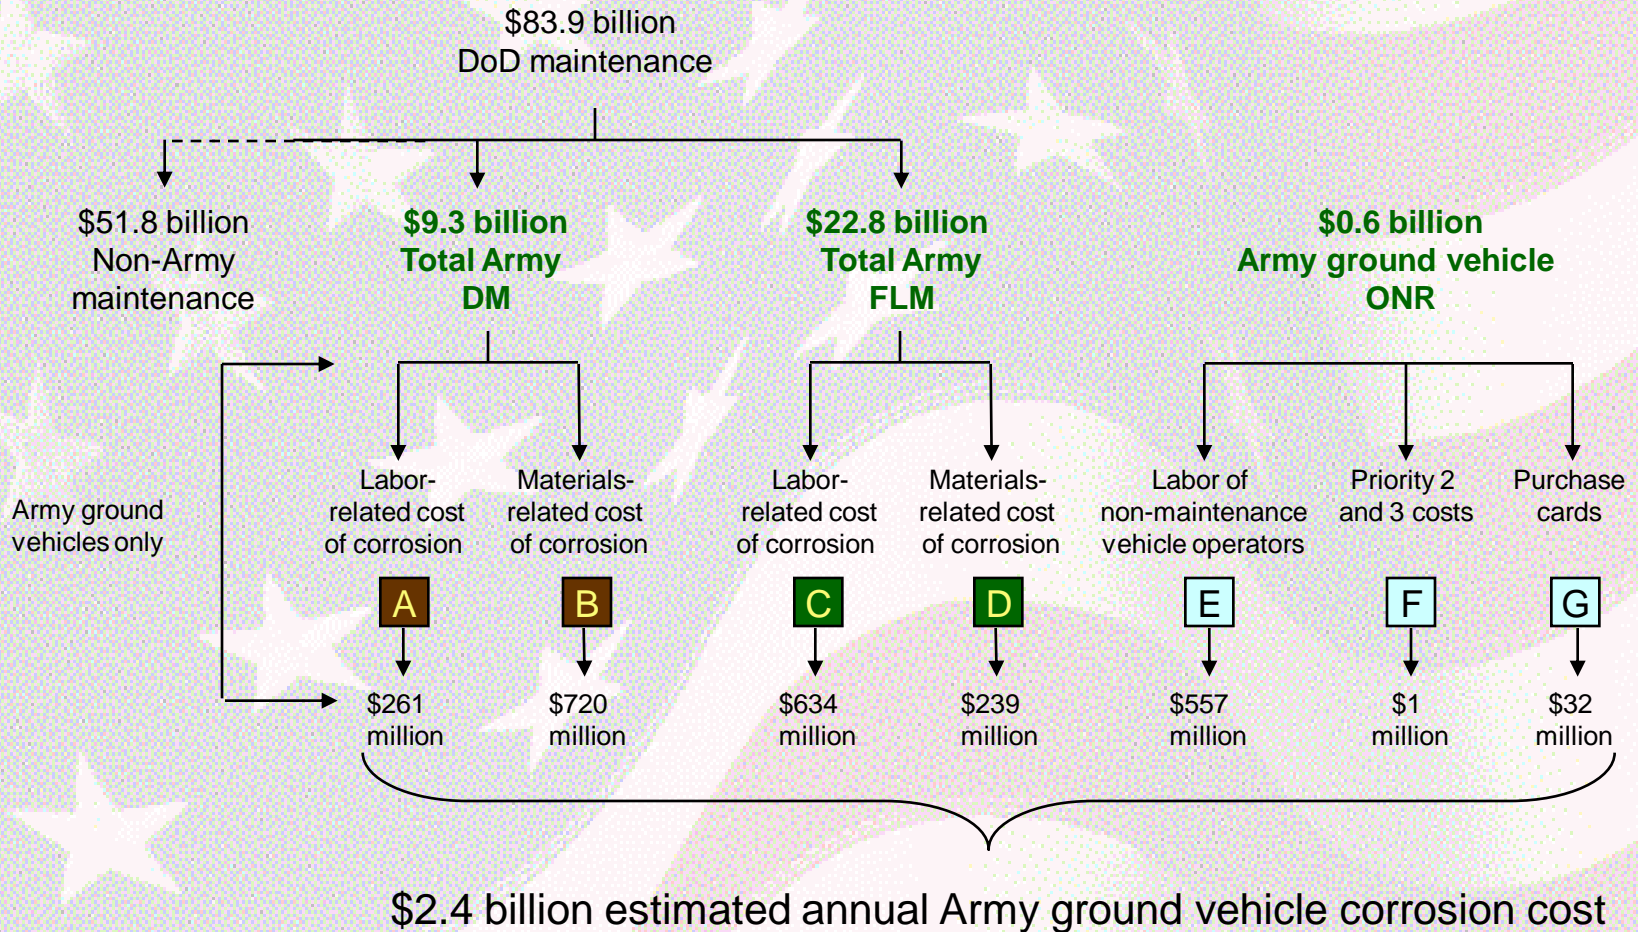 $83.9 billion
DoD maintenance
$51.8 billion
Non-Army
maintenance
$9.3 billion
Total Army
DM
$22.8 billion
Total Army
FLM
$0.6 billion
Army ground vehicle
ONR
Army ground
vehicles only
Labor-
related cost
of corrosion
Materials-
related cost
of corrosion
Labor-
related cost
of corrosion
Materials-
related cost
of corrosion
Labor of
non-maintenance
vehicle operators
Priority 2
and 3 costs
Purchase
cards
A
B
C
D
E
F
G
$261
million
$720
million
$634
million
$239
million
$557
million
$1
million
$32
million
$2.4 billion estimated annual Army ground vehicle corrosion cost